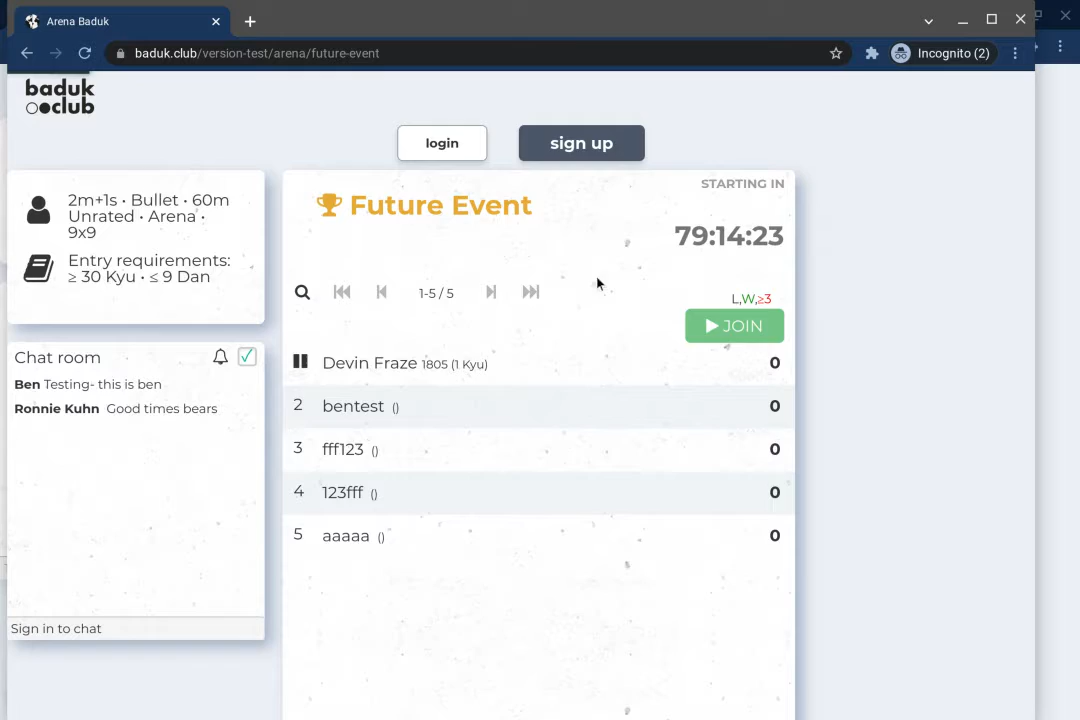 Arena Baduk
baduk.club/version-test/arena/future-event
Incognito (2)
baduk
club
login
sign up
2m+1s • Bullet • 60m
Unrated • Arena •
9x9
Entry requirements:
≥ 30 Kyu • ≤ 9 Dan
Chat room
Ben Testing- this is ben
Ronnie Kuhn Good times bears
Sign in to chat
Future Event
STARTING IN
79:14:23
1-5 / 5
L,W,≥3
JOIN
Devin Fraze 1805 (1 Kyu) 0
2 bentest () 0
3 fff123 () 0
4 123fff () 0
5 aaaaa () 0